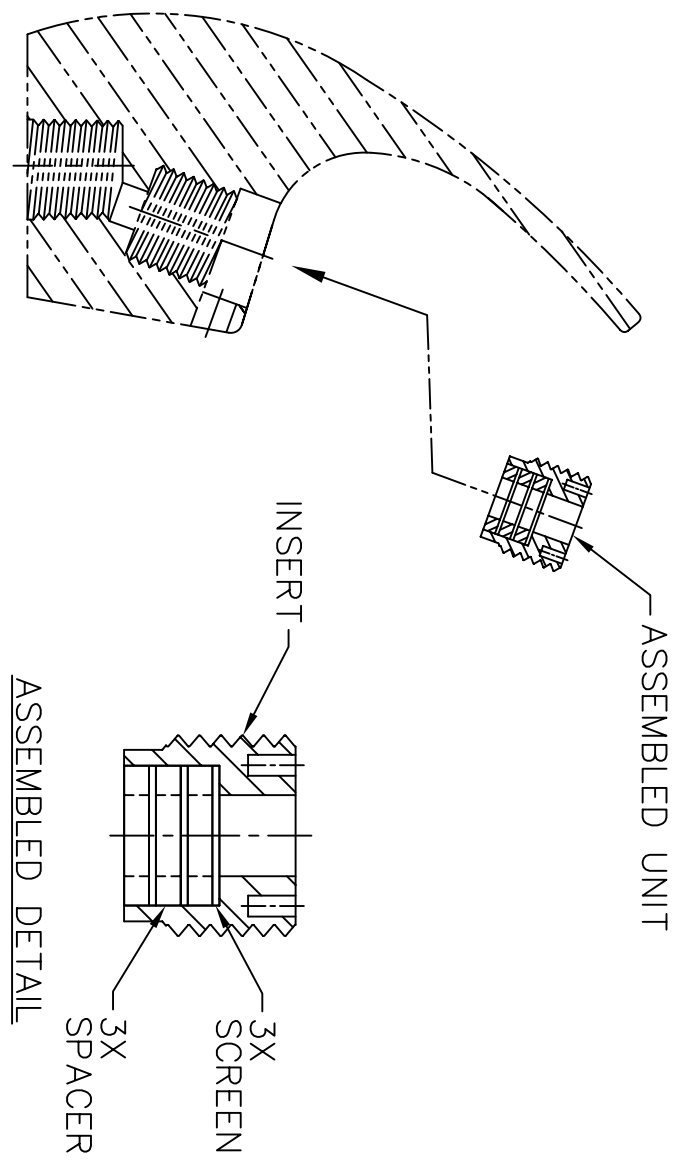 ASSEMBLED UNIT
INSERT
3X
SCREEN
3X
SPACER
ASSEMBLED DETAIL